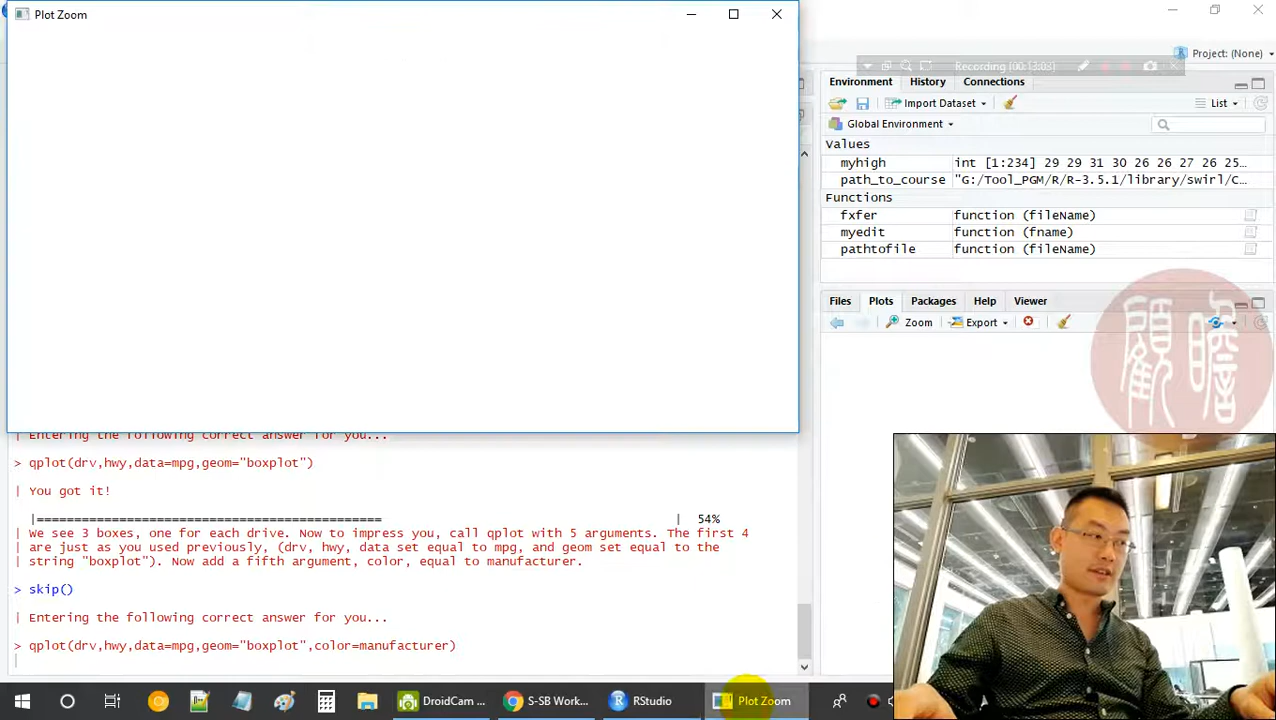 Plot Zoom
Project: (None)
Recording [00:13:03]
Environment History Connections
Import Dataset
List
Global Environment
Values
myhigh int [1:234] 29 29 31 30 26 26 27 26 25…
path_to_course "G:/Tool_PGM/R/R-3.5.1/library/swirl/C…
Functions
fxfer function (fileName)
myedit function (fname)
pathtofile function (fileName)
Files Plots Packages Help Viewer
Zoom Export
顧瞻
| Entering the following correct answer for you...
> qplot(drv,hwy,data=mpg,geom="boxplot")
| You got it!
|============================================== | 54%
| We see 3 boxes, one for each drive. Now to impress you, call qplot with 5 arguments. The first 4
| are just as you used previously, (drv, hwy, data set equal to mpg, and geom set equal to the
| string "boxplot"). Now add a fifth argument, color, equal to manufacturer.
> skip()
| Entering the following correct answer for you...
> qplot(drv,hwy,data=mpg,geom="boxplot",color=manufacturer)
DroidCam ... S-SB Work... RStudio Plot Zoom